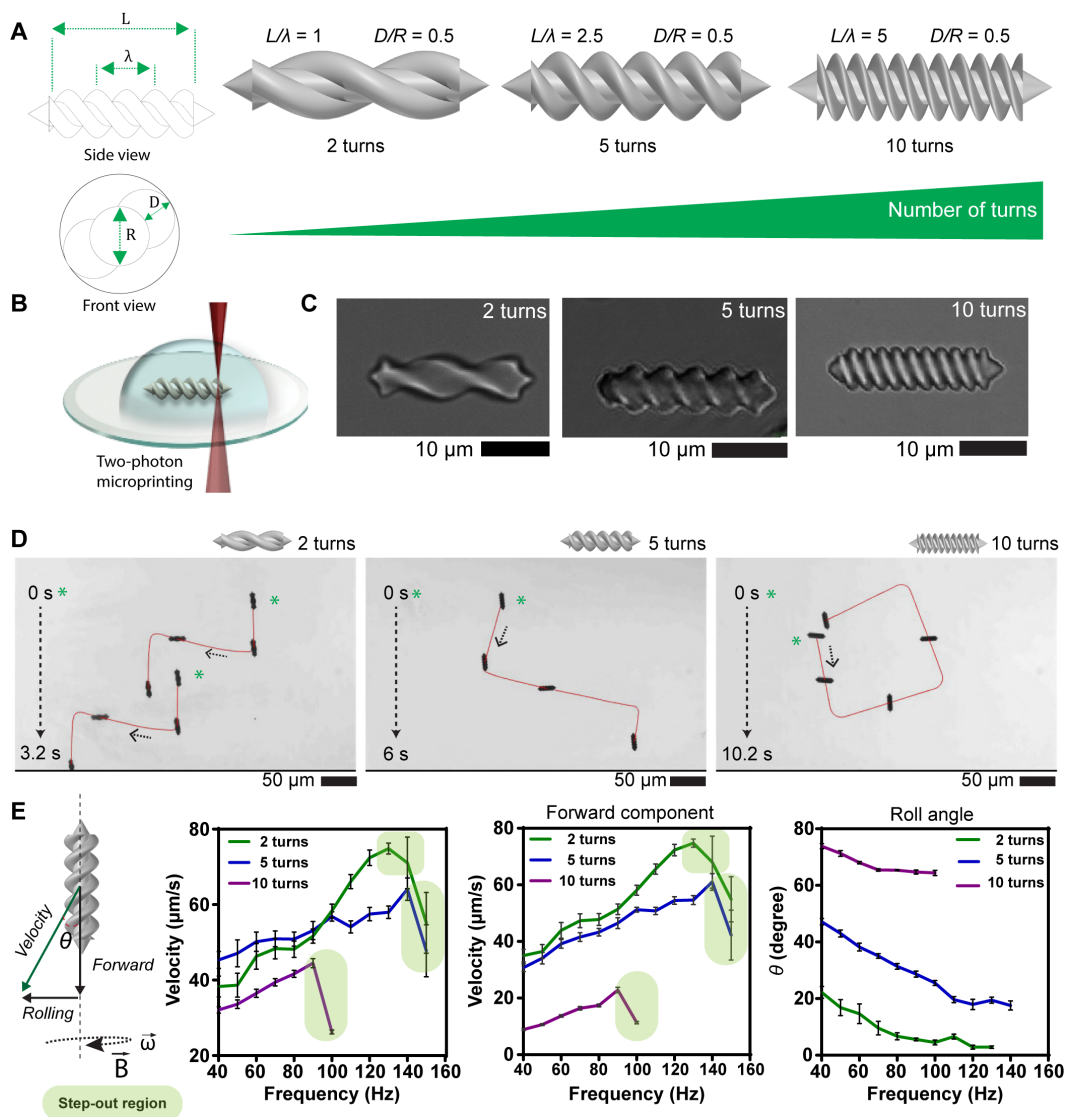 A
L
λ
Side view
D
R
Front view
L/λ = 1 D/R = 0.5
2 turns
L/λ = 2.5 D/R = 0.5
5 turns
L/λ = 5 D/R = 0.5
10 turns
Number of turns
B
Two-photon
microprinting
C
2 turns
10 µm
5 turns
10 µm
10 turns
10 µm
D
2 turns
0 s *
*
*
3.2 s
50 µm
5 turns
0 s *
*
6 s
50 µm
10 turns
0 s *
*
10.2 s
50 µm
E
Velocity
θ
Forward
Rolling
ω
B
Step-out region
Velocity (µm/s)
80
60
40
20
2 turns
5 turns
10 turns
40 60 80 100 120 140 160
Frequency (Hz)
Forward component
Velocity (µm/s)
80
60
40
20
0
2 turns
5 turns
10 turns
40 60 80 100 120 140 160
Frequency (Hz)
Roll angle
θ (degree)
80
60
40
20
0
2 turns
5 turns
10 turns
40 60 80 100 120 140 160
Frequency (Hz)